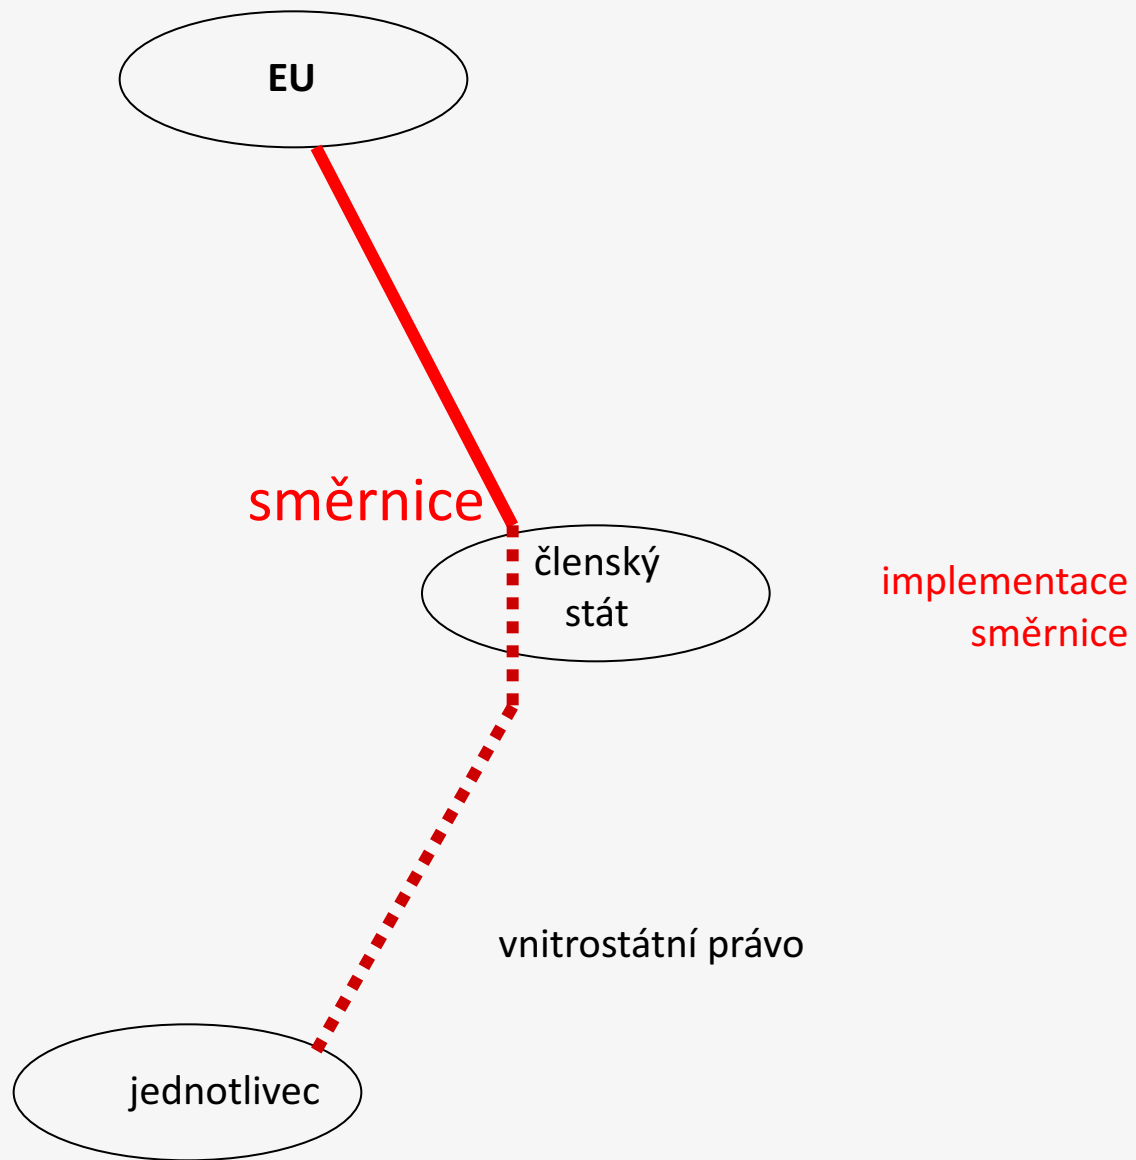 EU
směrnice
členský
stát
implementace
směrnice
vnitrostátní právo
jednotlivec